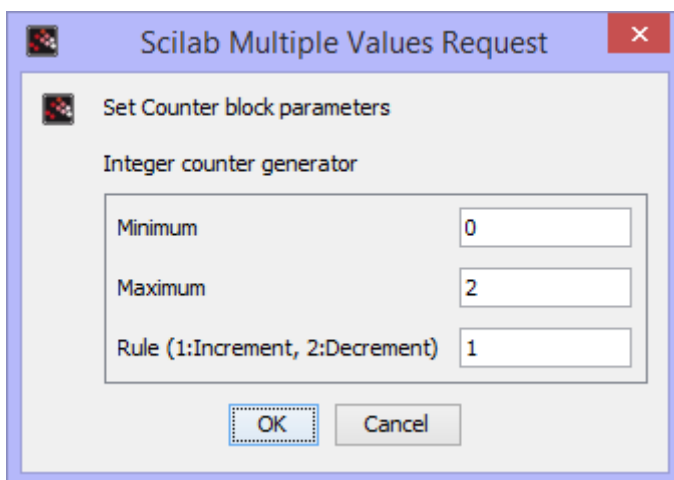 Scilab Multiple Values Request
Set Counter block parameters
Integer counter generator
Minimum 0
Maximum 2
Rule (1:Increment, 2:Decrement) 1
OK Cancel